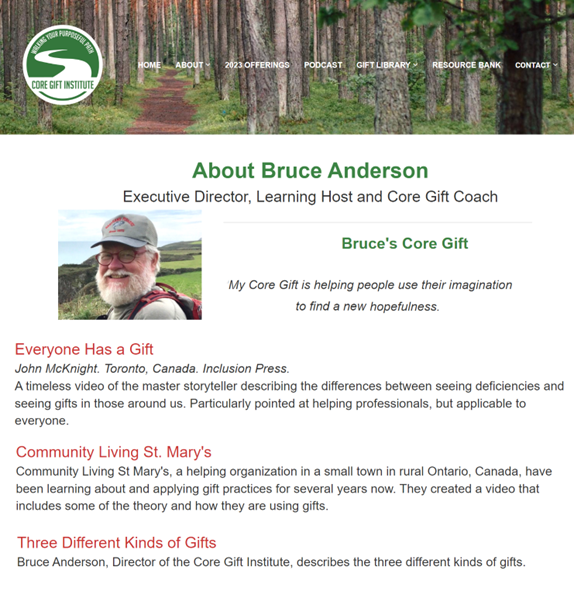 WALKING YOUR PURPOSEFUL PATH
CORE GIFT INSTITUTE
HOME ABOUT 2023 OFFERINGS PODCAST GIFT LIBRARY RESOURCE BANK CONTACT
About Bruce Anderson
Executive Director, Learning Host and Core Gift Coach
Bruce's Core Gift
My Core Gift is helping people use their imagination
to find a new hopefulness.
Everyone Has a Gift
John McKnight. Toronto, Canada. Inclusion Press.
A timeless video of the master storyteller describing the differences between seeing deficiencies and
seeing gifts in those around us. Particularly pointed at helping professionals, but applicable to
everyone.
Community Living St. Mary's
Community Living St Mary's, a helping organization in a small town in rural Ontario, Canada, have
been learning about and applying gift practices for several years now. They created a video that
includes some of the theory and how they are using gifts.
Three Different Kinds of Gifts
Bruce Anderson, Director of the Core Gift Institute, describes the three different kinds of gifts.